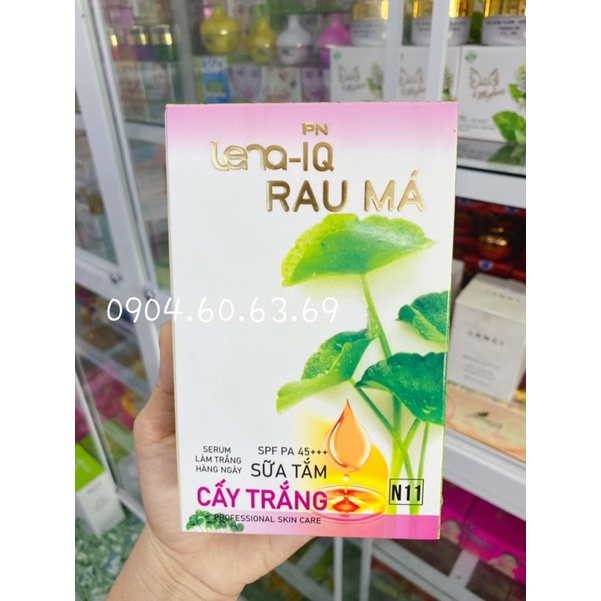 PN
Lena-IQ
RAU MÁ
0904.60.63.69
SERUM
LÀM TRẮNG
HÀNG NGÀY
SPF PA 45+++
SỮA TẮM
CẤY TRẮNG
N11
PROFESSIONAL SKIN CARE
LANCI